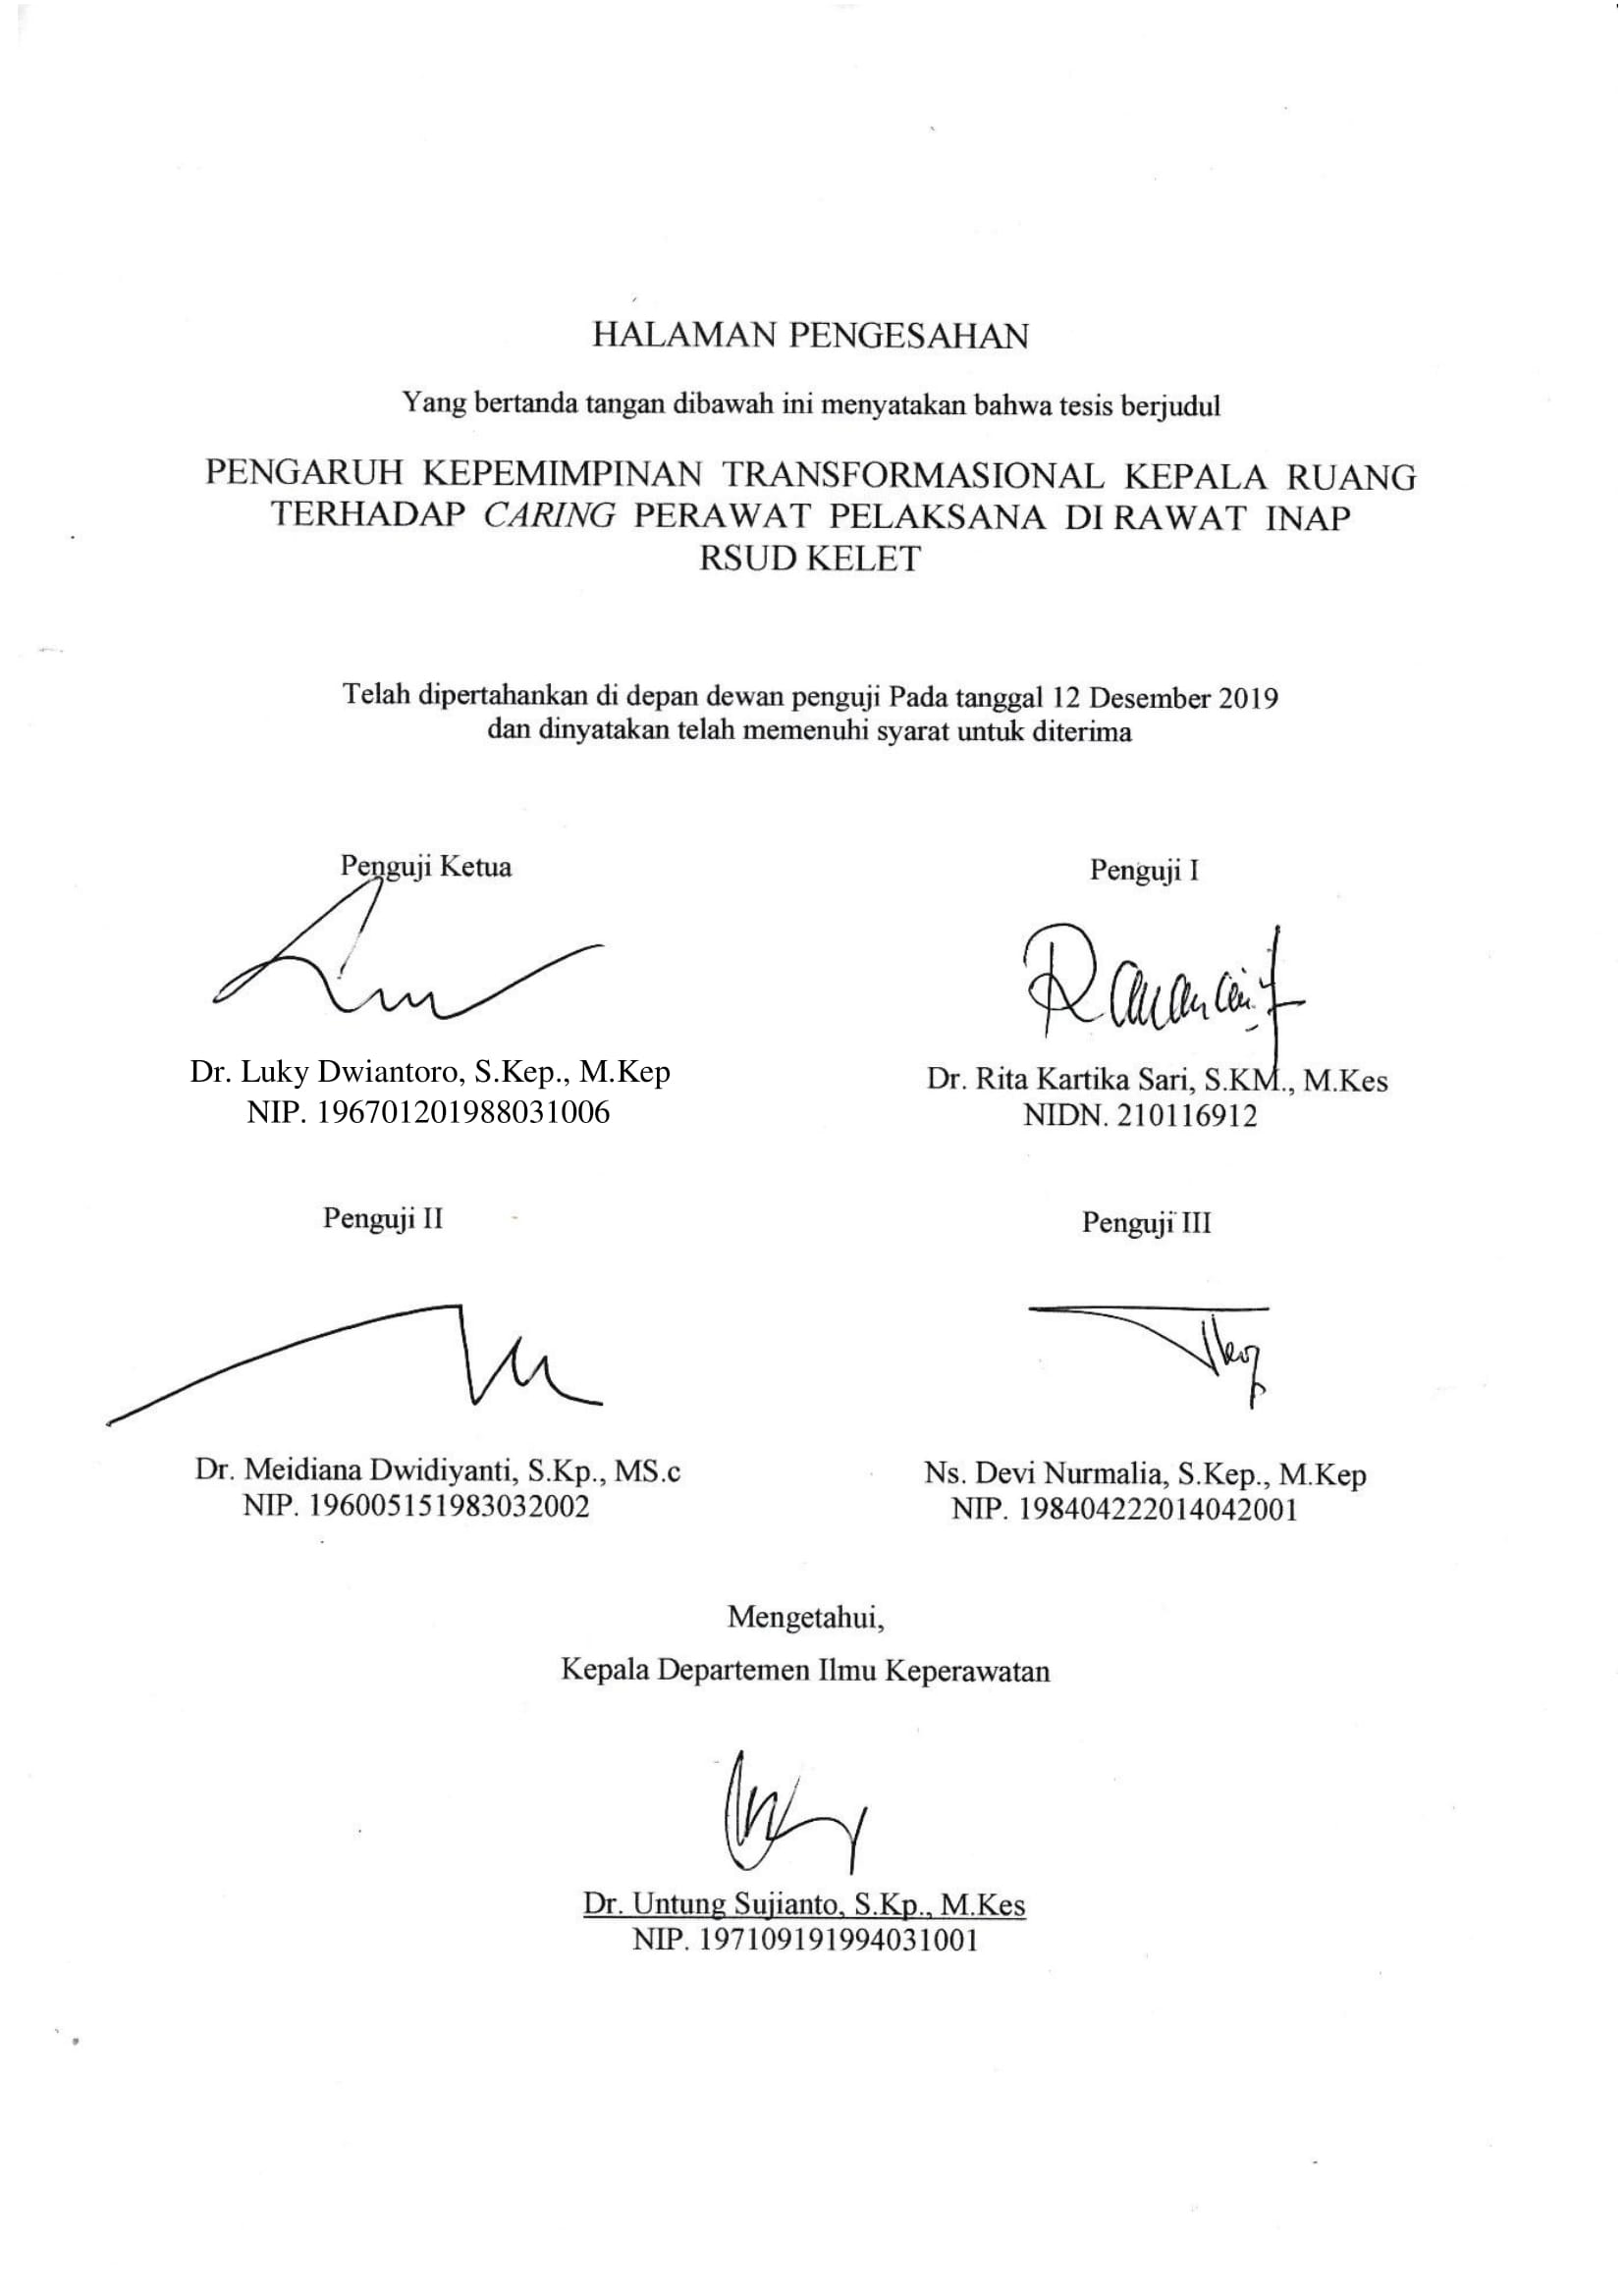 HALAMAN PENGESAHAN
Yang bertanda tangan dibawah ini menyatakan bahwa tesis berjudul
PENGARUH KEPEMIMPINAN TRANSFORMASIONAL KEPALA RUANG
TERHADAP CARING PERAWAT PELAKSANA DI RAWAT INAP
RSUD KELET
Telah dipertahankan di depan dewan penguji Pada tanggal 12 Desember 2019
dan dinyatakan telah memenuhi syarat untuk diterima
Penguji Ketua
Dr. Luky Dwiantoro, S.Kep., M.Kep
NIP. 196701201988031006
Penguji I
Dr. Rita Kartika Sari, S.KM., M.Kes
NIDN. 210116912
Penguji II
Dr. Meidiana Dwidiyanti, S.Kp., MS.c
NIP. 196005151983032002
Penguji III
Ns. Devi Nurmalia, S.Kep., M.Kep
NIP. 198404222014042001
Mengetahui,
Kepala Departemen Ilmu Keperawatan
Dr. Untung Sujianto, S.Kp., M.Kes
NIP. 197109191994031001